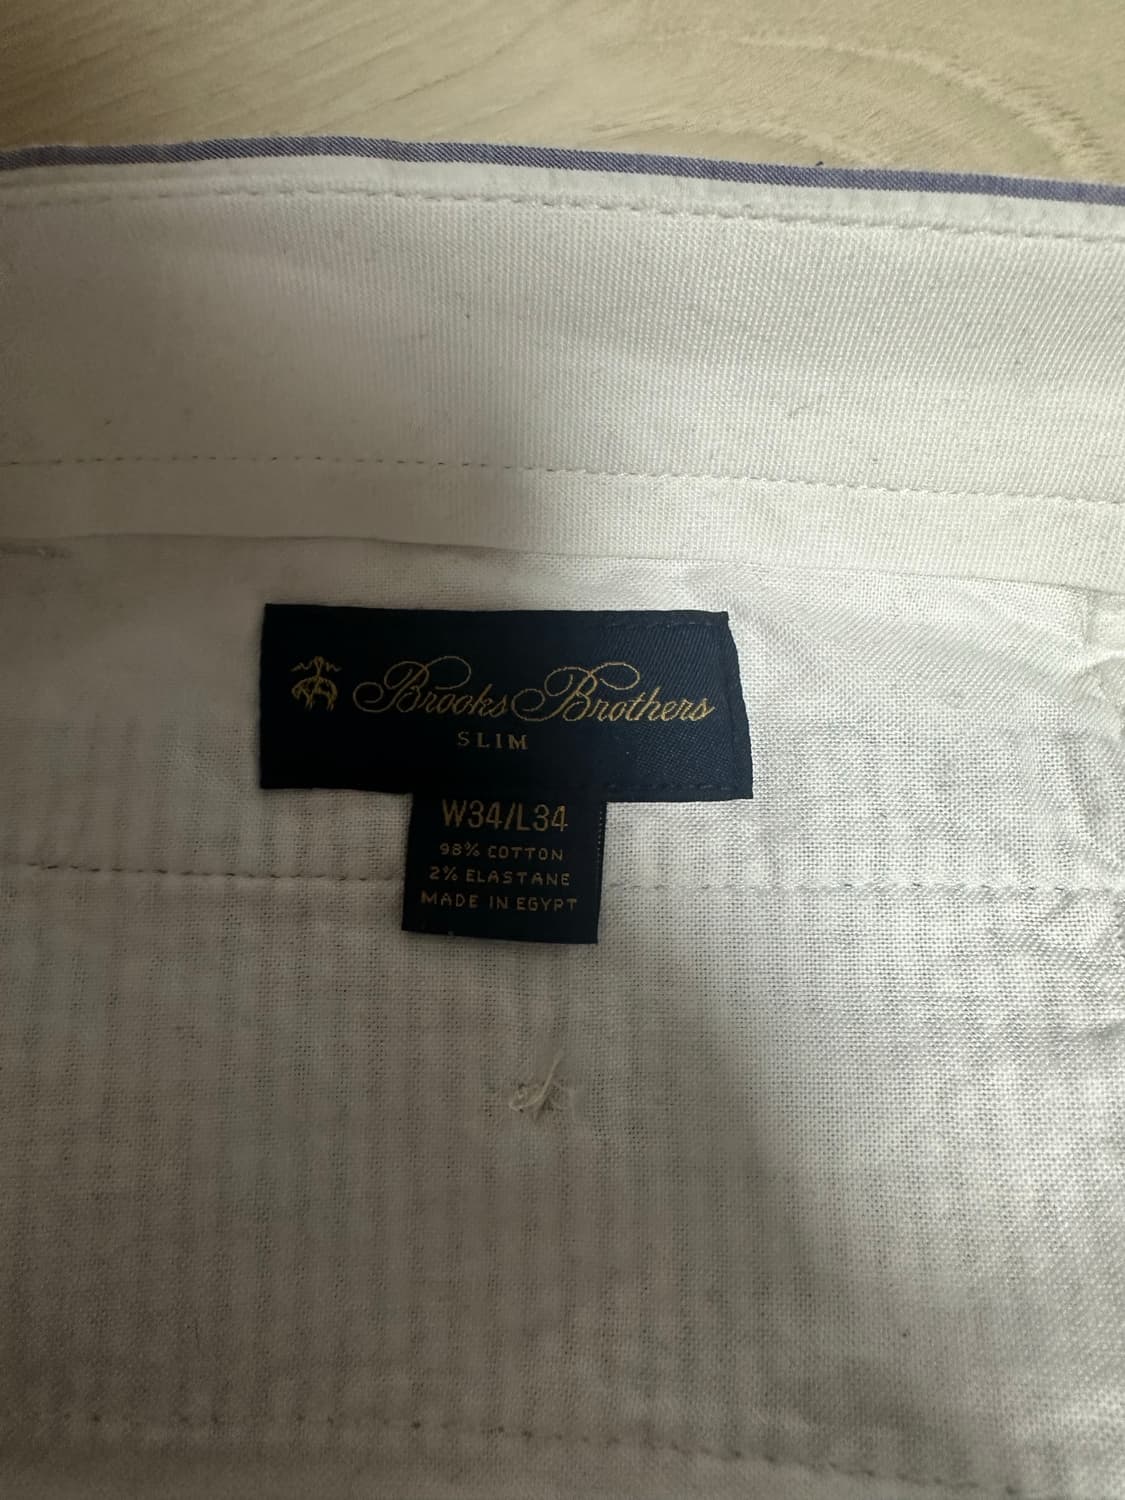 Brooks Brothers
SLIM
W34/L34
98% COTTON
2% ELASTANE
MADE IN EGYPT